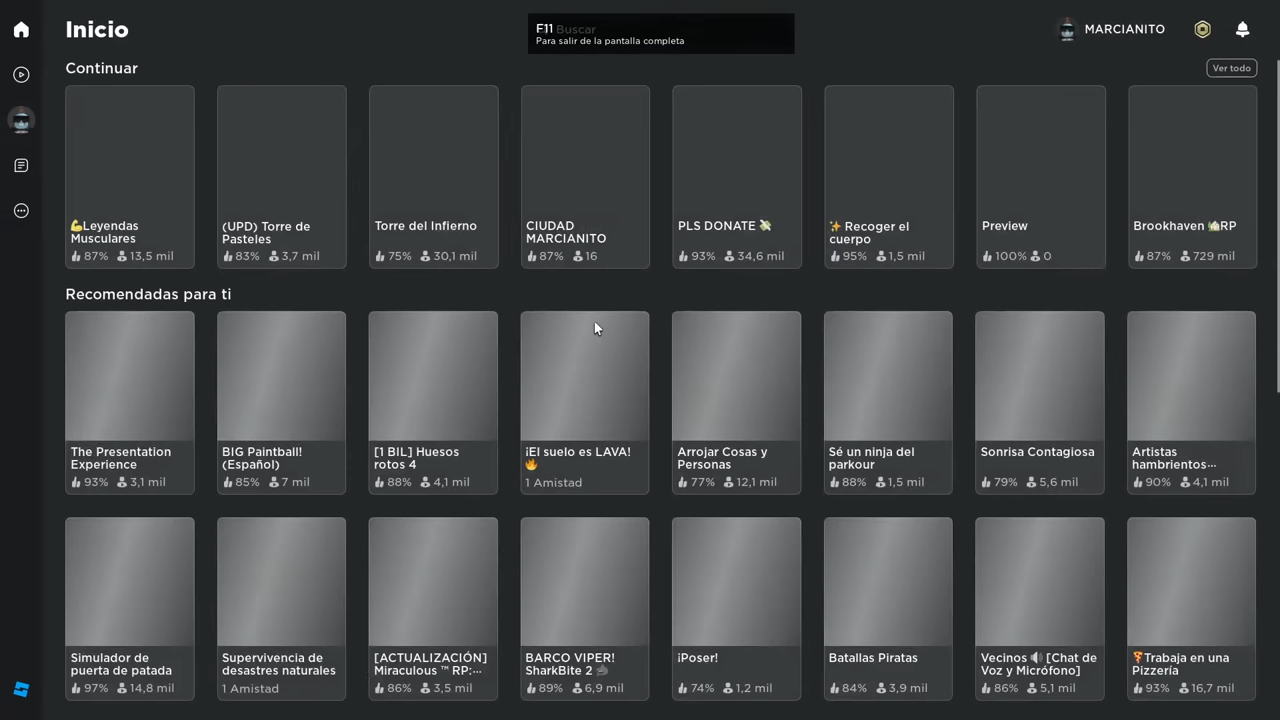 Inicio
F11 Buscar
Para salir de la pantalla completa
MARCIANITO
Continuar
Ver todo
💪Leyendas
Musculares
87% 13,5 mil
(UPD) Torre de
Pasteles
83% 3,7 mil
Torre del Infierno
75% 30,1 mil
CIUDAD
MARCIANITO
87% 16
PLS DONATE 💸
93% 34,6 mil
✨ Recoger el
cuerpo
95% 1,5 mil
Preview
100% 0
Brookhaven 🏡RP
87% 729 mil
Recomendadas para ti
The Presentation
Experience
93% 3,1 mil
BIG Paintball!
(Español)
85% 7 mil
[1 BIL] Huesos
rotos 4
88% 4,1 mil
¡El suelo es LAVA!
🔥
1 Amistad
Arrojar Cosas y
Personas
77% 12,1 mil
Sé un ninja del
parkour
88% 1,5 mil
Sonrisa Contagiosa
79% 5,6 mil
Artistas
hambrientos...
90% 4,1 mil
Simulador de
puerta de patada
97% 14,8 mil
Supervivencia de
desastres naturales
1 Amistad
[ACTUALIZACIÓN]
Miraculous ™ RP:...
86% 3,5 mil
BARCO VIPER!
SharkBite 2 🦈
89% 6,9 mil
¡Poser!
74% 1,2 mil
Batallas Piratas
84% 3,9 mil
Vecinos 🔊 [Chat de
Voz y Micrófono]
86% 5,1 mil
🍕Trabaja en una
Pizzería
93% 16,7 mil